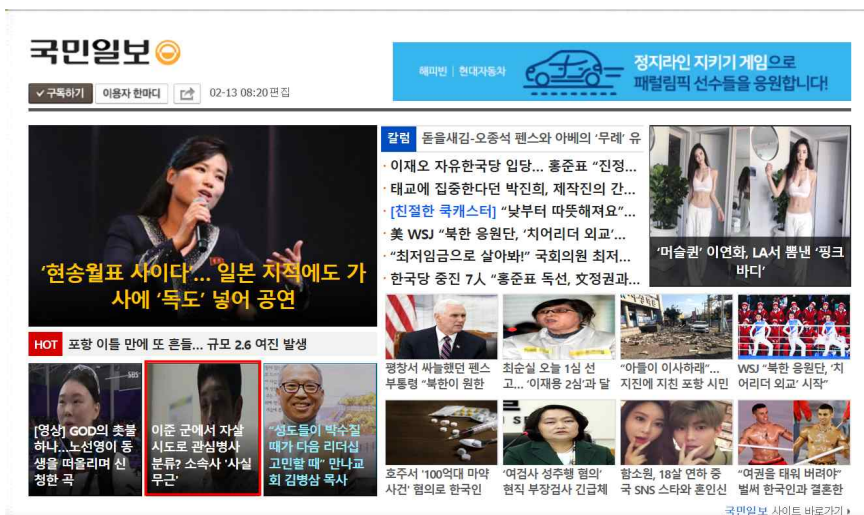 국민일보
구독하기 이용자 한마디 02-13 08:20편집
해피빈 | 현대자동차
정지라인 지키기 게임으로
패럴림픽 선수들을 응원합니다!
'현송월표 사이다'... 일본 지적에도 가
사에 '독도' 넣어 공연
HOT 포항 이틀 만에 또 흔들... 규모 2.6 여진 발생
[영상] GOD의 촛불
하나...노선영이 동
생을 떠올리며 신
청한 곡
이준 군에서 자살
시도로 관심병사
분류? 소속사 '사실
무근'
"성도들이 박수칠
때가 다음 리더십
고민할 때" 만나교
회 김병삼 목사
칼럼 돋을새김-오종석 펜스와 아베의 '무례' 유
· 이재오 자유한국당 입당... 홍준표 "진정...
· 태교에 집중한다던 박진희, 제작진의 간...
· [친절한 쿡캐스터] "낮부터 따뜻해져요"...
· 美 WSJ "북한 응원단, '치어리더 외교'...
· "최저임금으로 살아봐!" 국회의원 최저...
· 한국당 중진 7人 "홍준표 독선, 文정권과...
'머슬퀸' 이연화, LA서 뽐낸 '핑크
바디'
평창서 싸늘했던 펜스
부통령 "북한이 원한
최순실 오늘 1심 선
고... '이재용 2심'과 달
"아들이 이사하래"...
지진에 지친 포항 시민
WSJ "북한 응원단, '치
어리더 외교' 시작"
호주서 '100억대 마약
사건' 혐의로 한국인
'여검사 성추행 혐의'
현직 부장검사 긴급체
함소원, 18살 연하 중
국 SNS 스타와 혼인신
"여권을 태워 버려야"
벌써 한국인과 결혼한
국민일보 사이트 바로가기